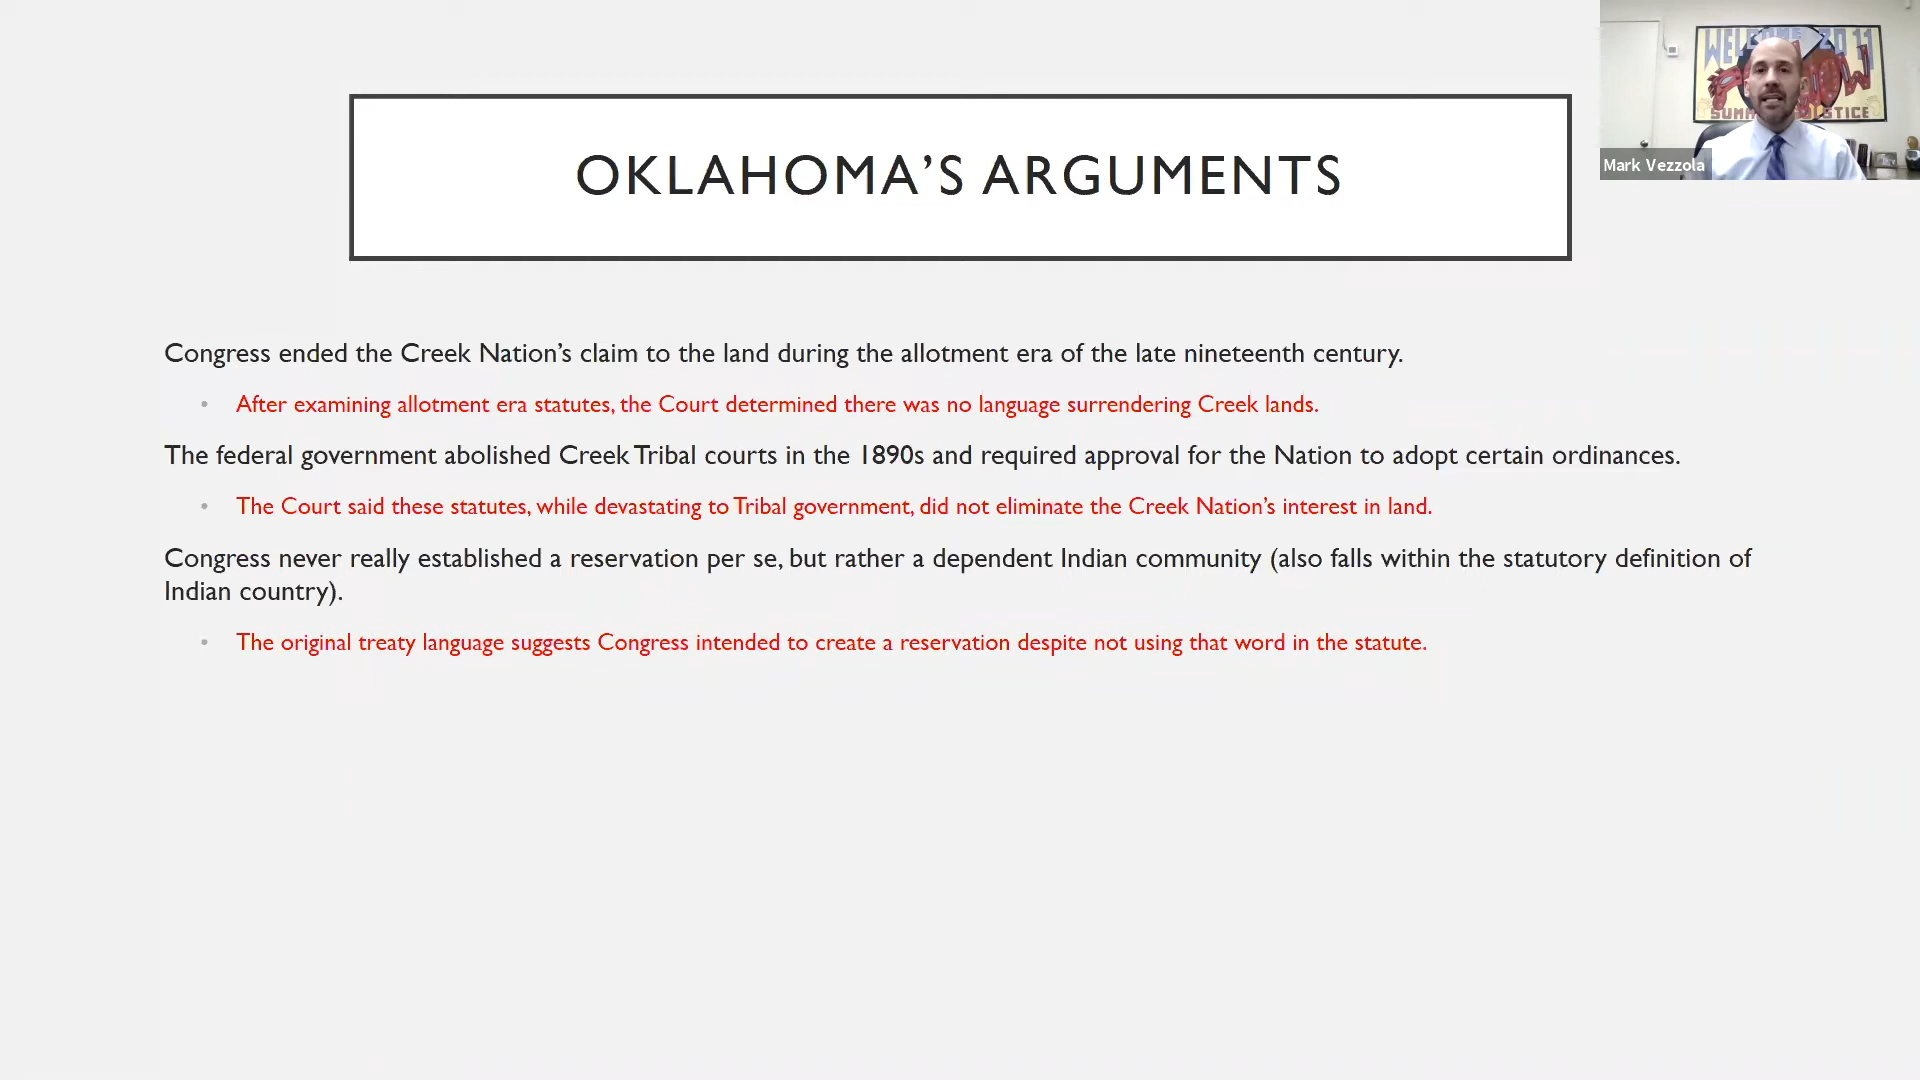 WELCOME 2011
OKLAHOMA’S ARGUMENTS
Mark Vezzola
Congress ended the Creek Nation’s claim to the land during the allotment era of the late nineteenth century.
• After examining allotment era statutes, the Court determined there was no language surrendering Creek lands.
The federal government abolished Creek Tribal courts in the 1890s and required approval for the Nation to adopt certain ordinances.
• The Court said these statutes, while devastating to Tribal government, did not eliminate the Creek Nation’s interest in land.
Congress never really established a reservation per se, but rather a dependent Indian community (also falls within the statutory definition of
Indian country).
• The original treaty language suggests Congress intended to create a reservation despite not using that word in the statute.